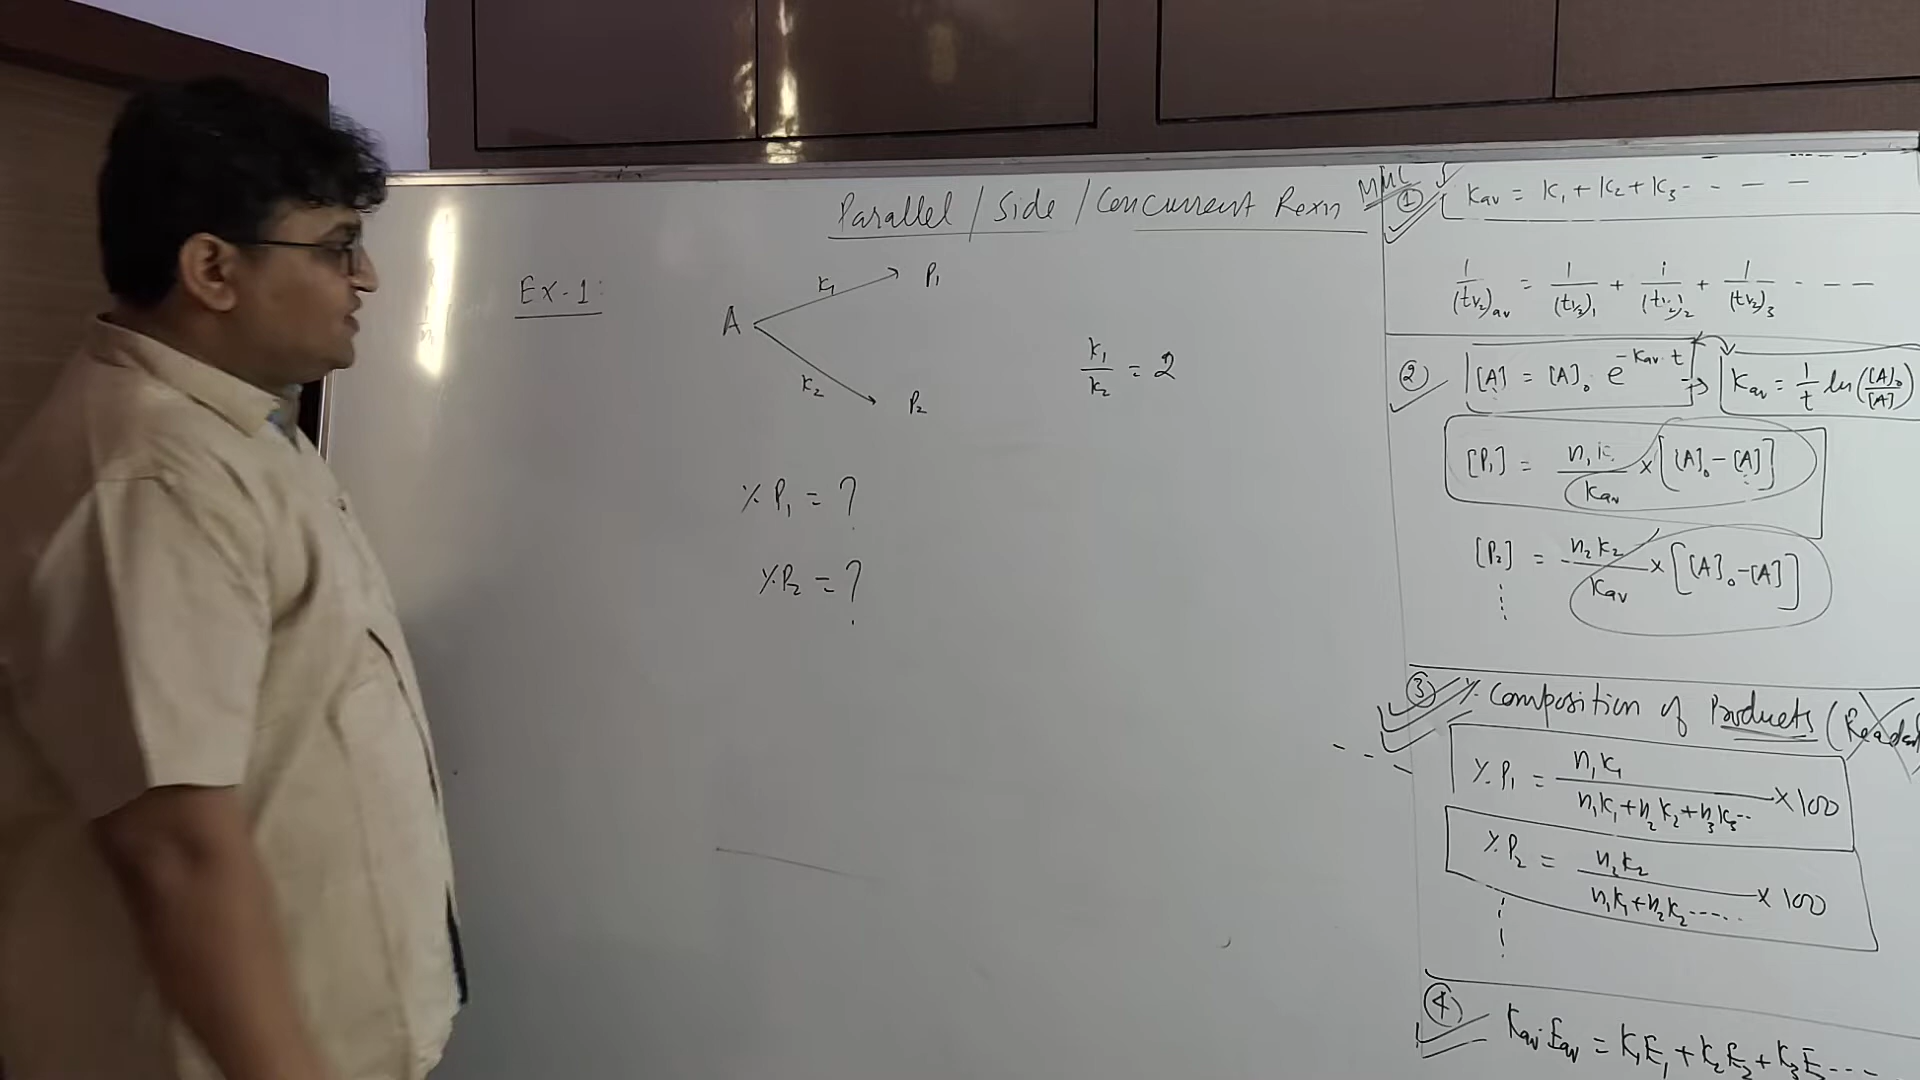 Parallel / Side / Concurrent Rexn
Ex-1:
A
k₁
P₁
k₂
P₂
k₁/k₂ = 2
% P₁ = ?
% P₂ = ?
MMC
① Kav = K₁ + K₂ + K₃ - - - -
1/(t½)av = 1/(t½)₁ + 1/(t½)₂ + 1/(t½)₃ - - - -
② [A] = [A]₀ e^(-Kav t) → Kav = 1/t ln([A]₀/[A])
[P₁] = n₁k/Kav × [[A]₀ - [A]]
[P₂] = n₂k₂/Kav × [[A]₀ - [A]]
③ % Composition of Products
% P₁ = n₁k₁/(n₁k₁+n₂k₂+n₃k₃...) × 100
% P₂ = n₂k₂/(n₁k₁+n₂k₂......) × 100
④ Kav Eav = K₁E₁ + K₂E₂ + K₃E₃ - - - -